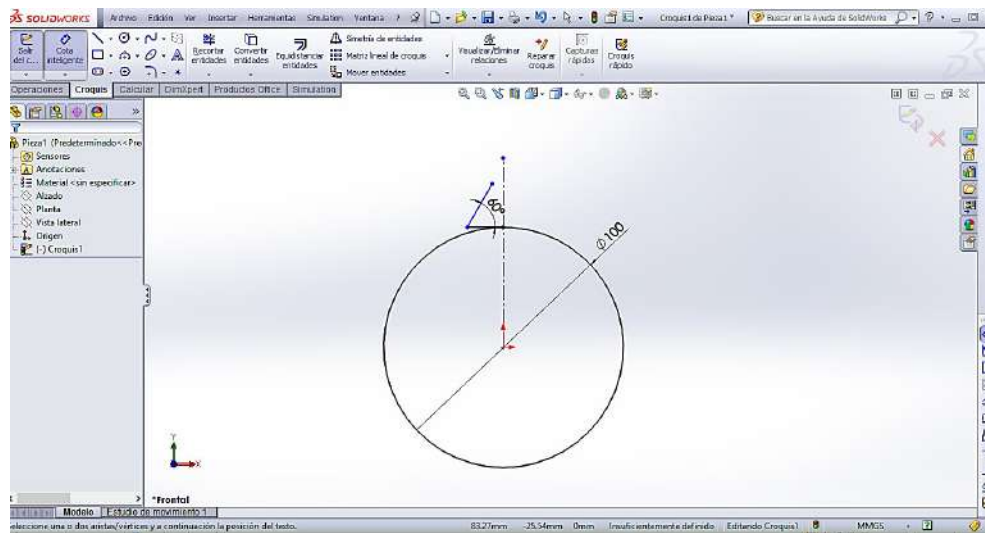 SOLIDWORKS Archivo Edición Ver Insertar Herramientas Simulation Ventana ? Croquis1 de Pieza1 * Buscar en la Ayuda de SolidWorks
Salir del c... Cota inteligente Recortar entidades Convertir entidades Equidistanciar entidades Simetría de entidades Matriz lineal de croquis Mover entidades Visualizar/Eliminar relaciones Reparar croquis Capturas rápidas Croquis rápido
Operaciones Croquis Calcular DimXpert Productos Office Simulation
Pieza1 (Predeterminado<<Pre
Sensores
Anotaciones
Material <sin especificar>
Alzado
Planta
Vista lateral
Origen
(-) Croquis1
60°
Φ100
Y
X
*Frontal
Modelo Estudio de movimiento 1
eleccione una o dos aristas/vértices y a continuación la posición del texto. 83.27mm -25.54mm 0mm Insuficientemente definido Editando Croquis1 MMGS